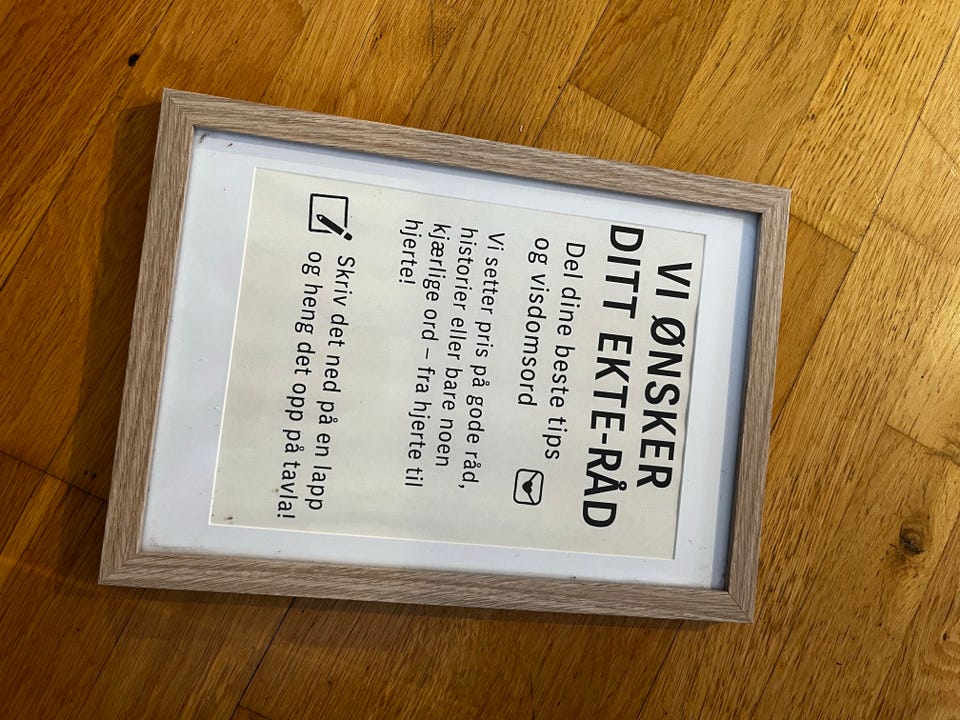 VI ØNSKER
DITT EKTE-RÅD
Del dine beste tips
og visdomsord
Vi setter pris på gode råd,
historier eller bare noen
kjærlige ord – fra hjerte til
hjerte!
Skriv det ned på en lapp
og heng det opp på tavla!